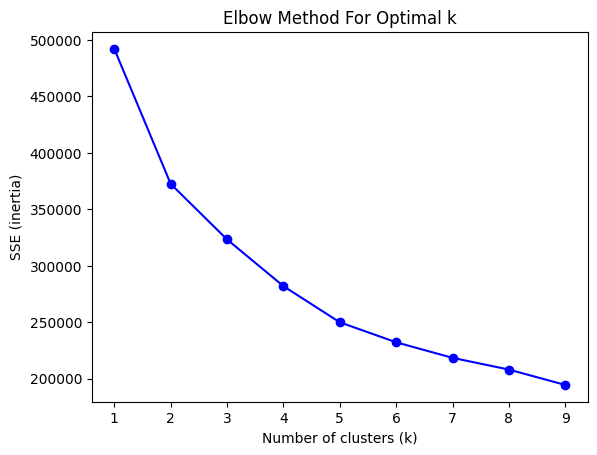 Elbow Method For Optimal k
500000
450000
400000
350000
300000
250000
200000
SSE (inertia)
1 2 3 4 5 6 7 8 9
Number of clusters (k)